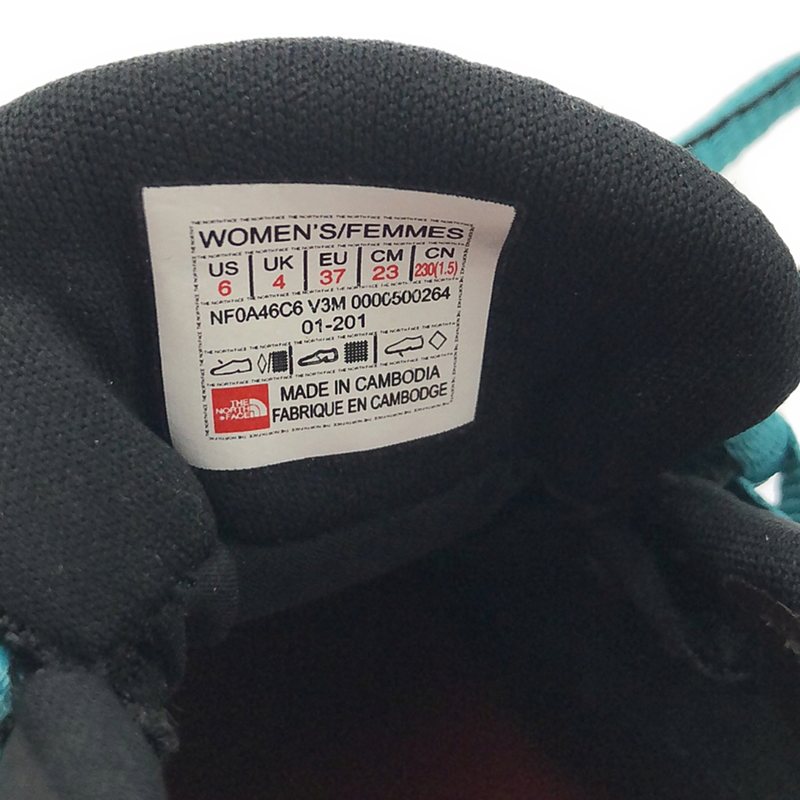 WOMEN'S/FEMMES
US UK EU CM CN
6 4 37 23 230(1.5)
NF0A46C6 V3M 0000500264
01-201
MADE IN CAMBODIA
FABRIQUE EN CAMBODGE
THE
NORTH
FACE